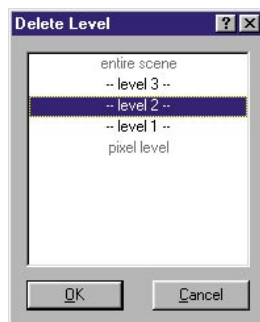 Delete Level
entire scene
-- level 3 --
-- level 2 --
-- level 1 --
pixel level
OK
Cancel